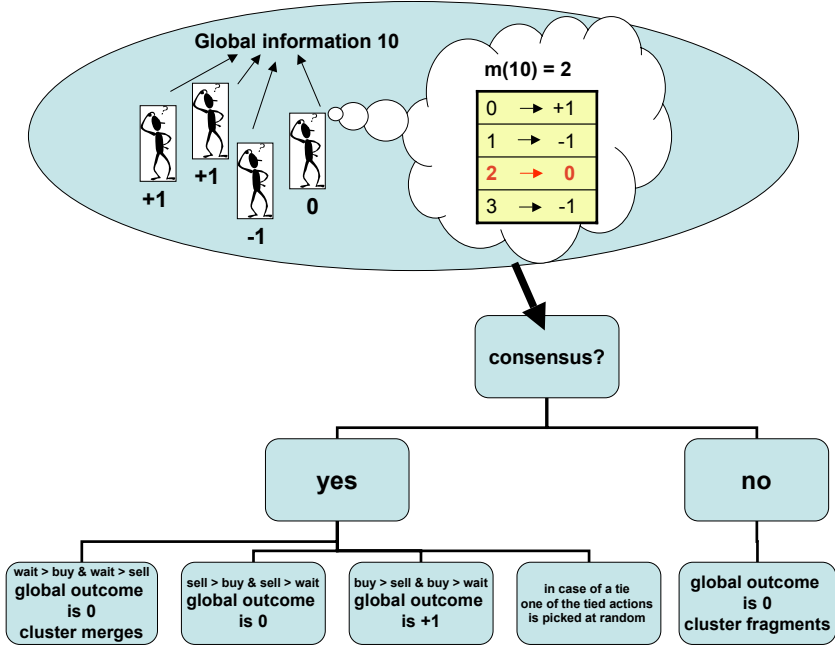 Global information 10
m(10) = 2
0 → +1
1 → -1
2 → 0
3 → -1
?
?
?
?
+1
+1
-1
0
consensus?
yes
no
wait > buy & wait > sell
global outcome
is 0
cluster merges
sell > buy & sell > wait
global outcome
is 0
buy > sell & buy > wait
global outcome
is +1
in case of a tie
one of the tied actions
is picked at random
global outcome
is 0
cluster fragments